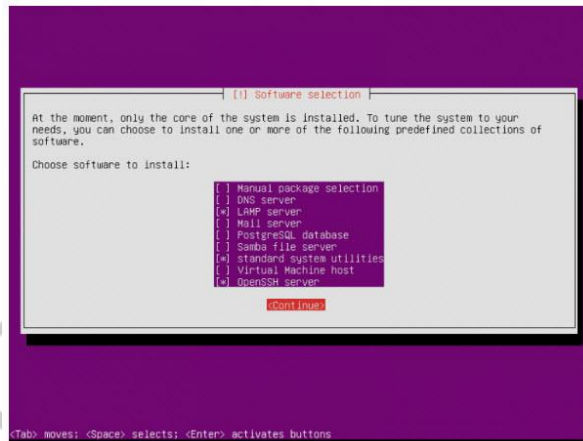 [!] Software selection
At the moment, only the core of the system is installed. To tune the system to your
needs, you can choose to install one or more of the following predefined collections of
software.
Choose software to install:
[ ] Manual package selection
[ ] DNS server
[*] LAMP server
[ ] Mail server
[ ] PostgreSQL database
[ ] Samba file server
[*] standard system utilities
[ ] Virtual Machine host
[*] OpenSSH server
<Continue>
<Tab> moves; <Space> selects; <Enter> activates buttons